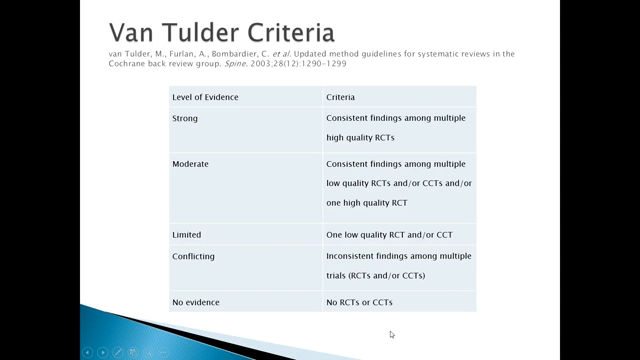 Van Tulder Criteria
van Tulder, M., Furlan, A., Bombardier, C. et al. Updated method guidelines for systematic reviews in the
Cochrane back review group. Spine. 2003,28(12):1290-1299
Level of Evidence Criteria
Strong Consistent findings among multiple
high quality RCTs
Moderate Consistent findings among multiple
low quality RCTs and/or CCTs and/or
one high quality RCT
Limited One low quality RCT and/or CCT
Conflicting Inconsistent findings among multiple
trials (RCTs and/or CCTs)
No evidence No RCTs or CCTs